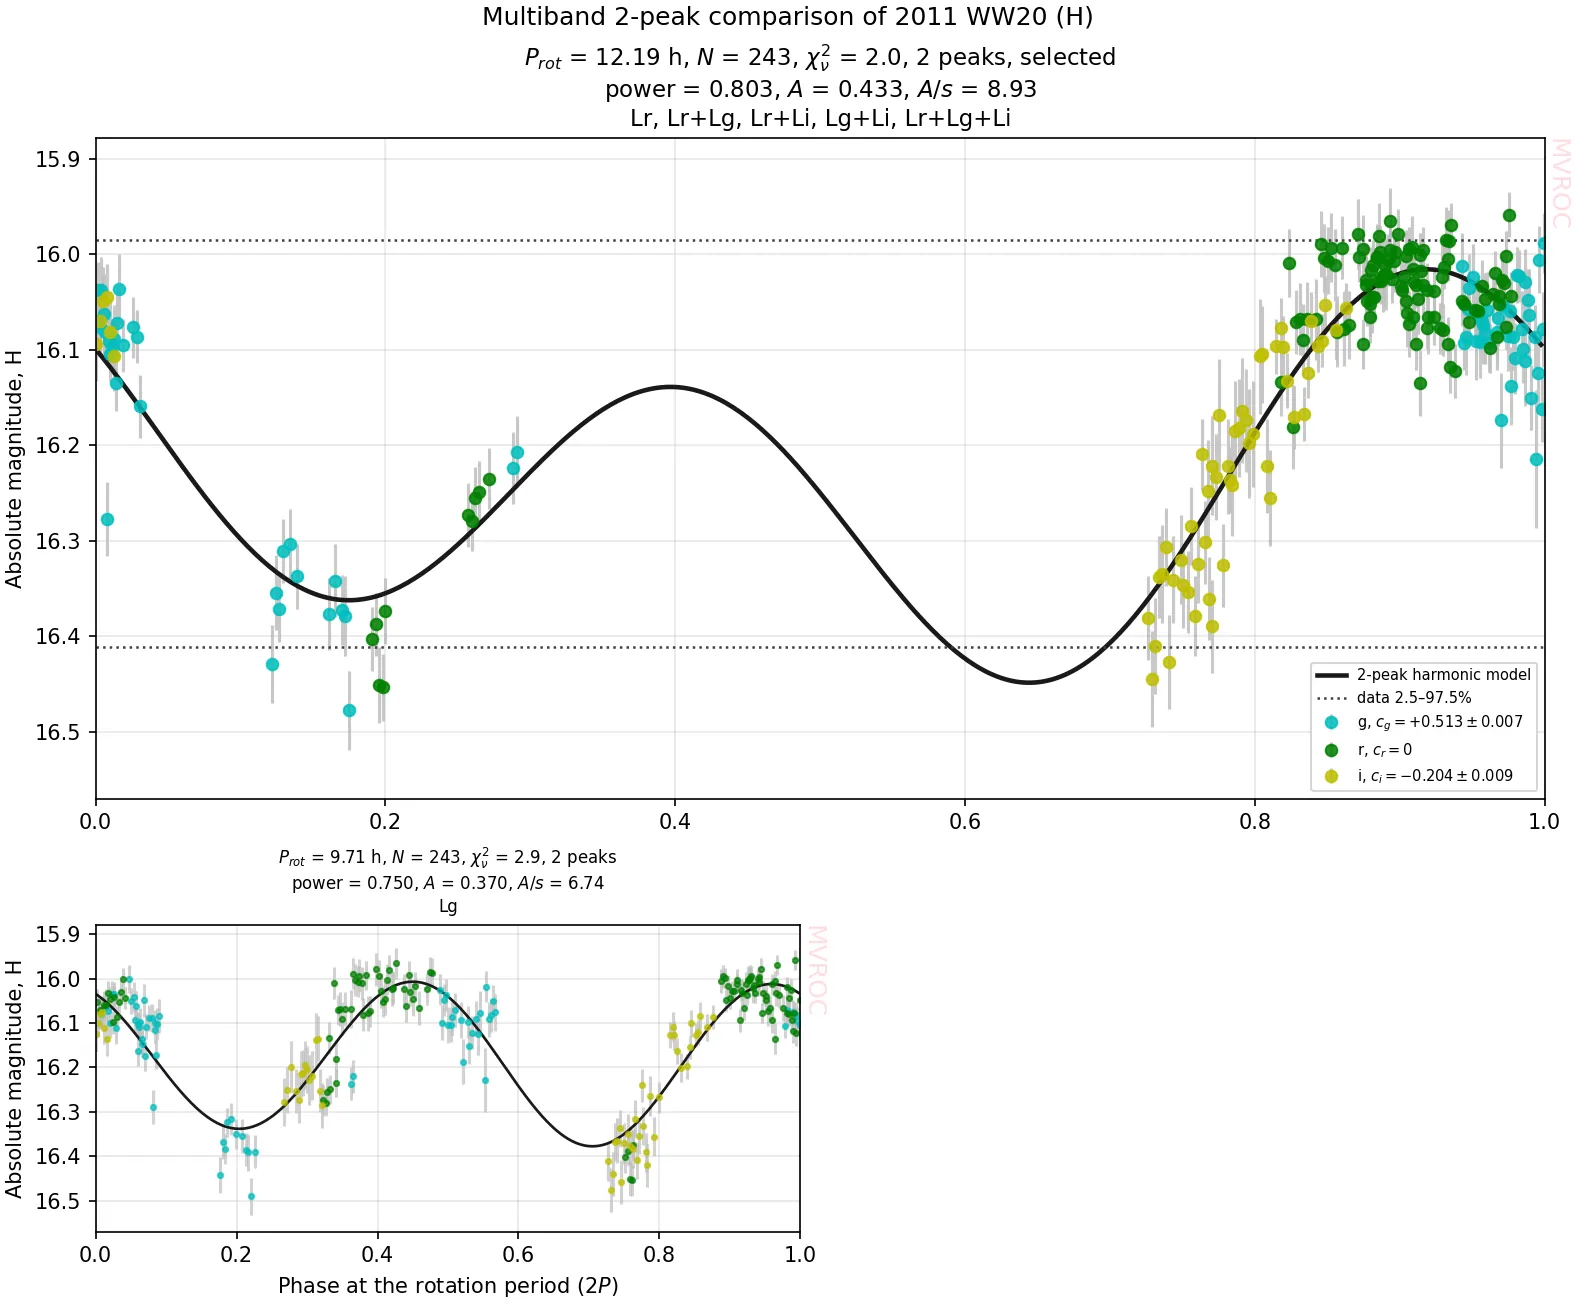 Multiband 2-peak comparison of 2011 WW20 (H)
P_rot = 12.19 h, N = 243, χ²_ν = 2.0, 2 peaks, selected
power = 0.803, A = 0.433, A/s = 8.93
Lr, Lr+Lg, Lr+Li, Lg+Li, Lr+Lg+Li
MVROC
Absolute magnitude, H
15.9
16.0
16.1
16.2
16.3
16.4
16.5
2-peak harmonic model
data 2.5–97.5%
g, c_g = +0.513 ± 0.007
r, c_r = 0
i, c_i = −0.204 ± 0.009
0.0 0.2 0.4 0.6 0.8 1.0
P_rot = 9.71 h, N = 243, χ²_ν = 2.9, 2 peaks
power = 0.750, A = 0.370, A/s = 6.74
Lg
MVROC
Absolute magnitude, H
15.9
16.0
16.1
16.2
16.3
16.4
16.5
0.0 0.2 0.4 0.6 0.8 1.0
Phase at the rotation period (2P)